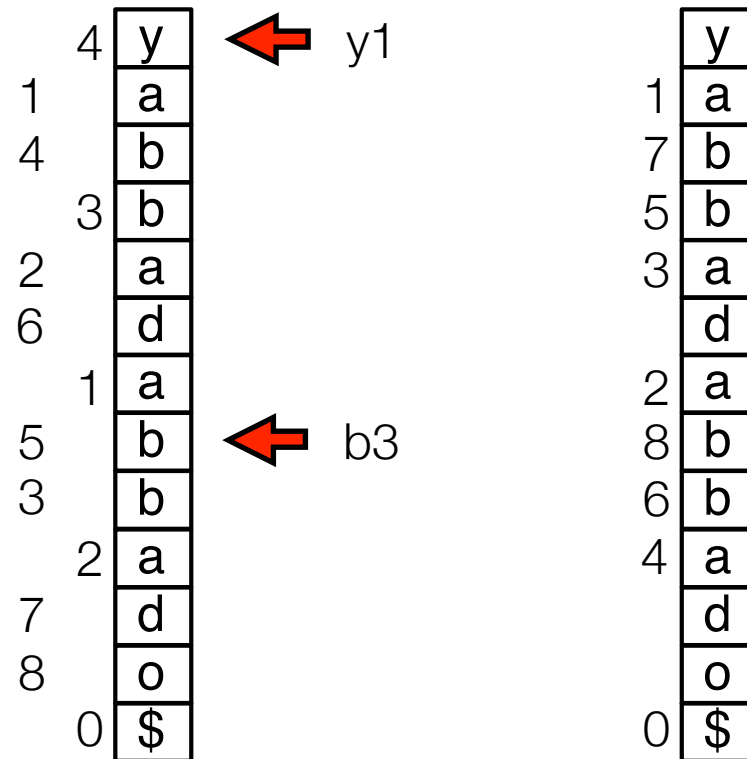 4 y y1 y
1 a 1 a
4 b 7 b
3 b 5 b
2 a 3 a
6 d d
1 a 2 a
5 b b3 8 b
3 b 6 b
2 a 4 a
7 d d
8 o o
0 $ 0 $